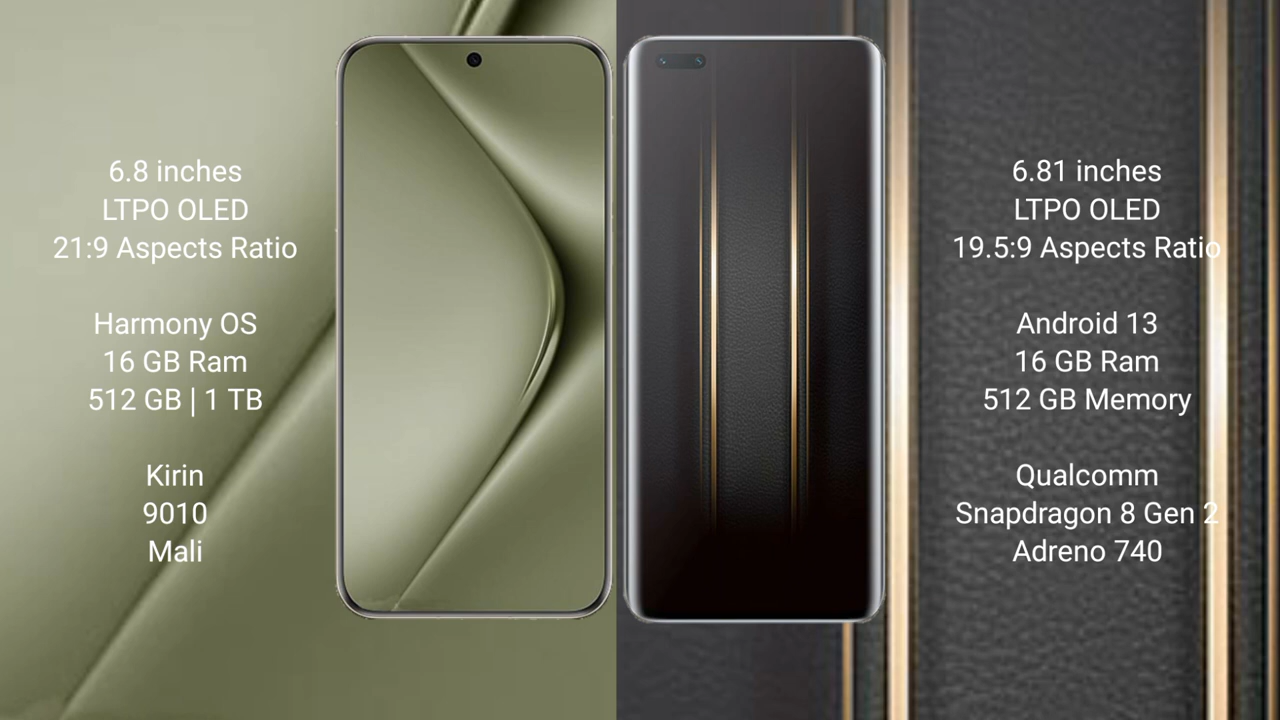 6.8 inches
LTPO OLED
21:9 Aspects Ratio
Harmony OS
16 GB Ram
512 GB | 1 TB
Kirin
9010
Mali
6.81 inches
LTPO OLED
19.5:9 Aspects Ratio
Android 13
16 GB Ram
512 GB Memory
Qualcomm
Snapdragon 8 Gen 2
Adreno 740